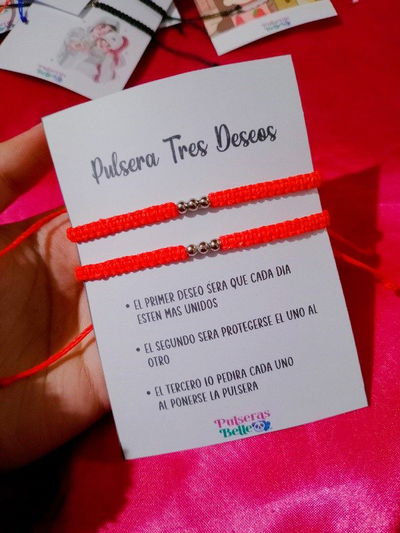 Pulsera Tres Deseos
• EL PRIMER DESEO SERA QUE CADA DIA
ESTEN MAS UNIDOS
• EL SEGUNDO SERA PROTEGERSE EL UNO AL
OTRO
• EL TERCERO LO PEDIRA CADA UNO
AL PONERSE LA PULSERA
Pulseras
Belle